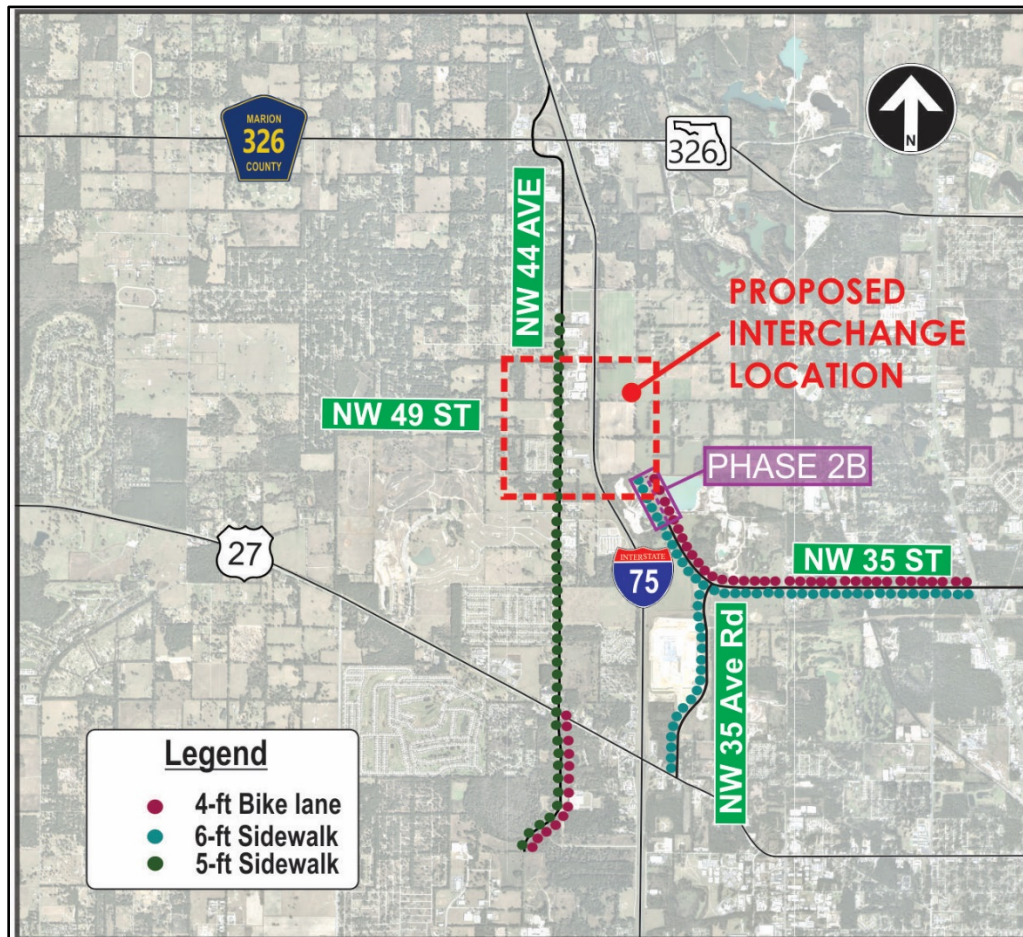 MARION
326
COUNTY
326
N
NW 44 AVE
PROPOSED
INTERCHANGE
LOCATION
NW 49 ST
PHASE 2B
27
INTERSTATE
75
NW 35 ST
NW 35 Ave Rd
Legend
4-ft Bike lane
6-ft Sidewalk
5-ft Sidewalk